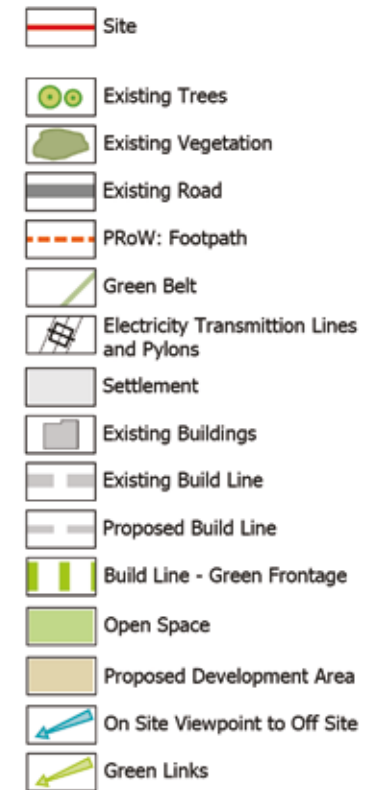 Site
Existing Trees
Existing Vegetation
Existing Road
PRoW: Footpath
Green Belt
Electricity Transmittion Lines
and Pylons
Settlement
Existing Buildings
Existing Build Line
Proposed Build Line
Build Line - Green Frontage
Open Space
Proposed Development Area
On Site Viewpoint to Off Site
Green Links